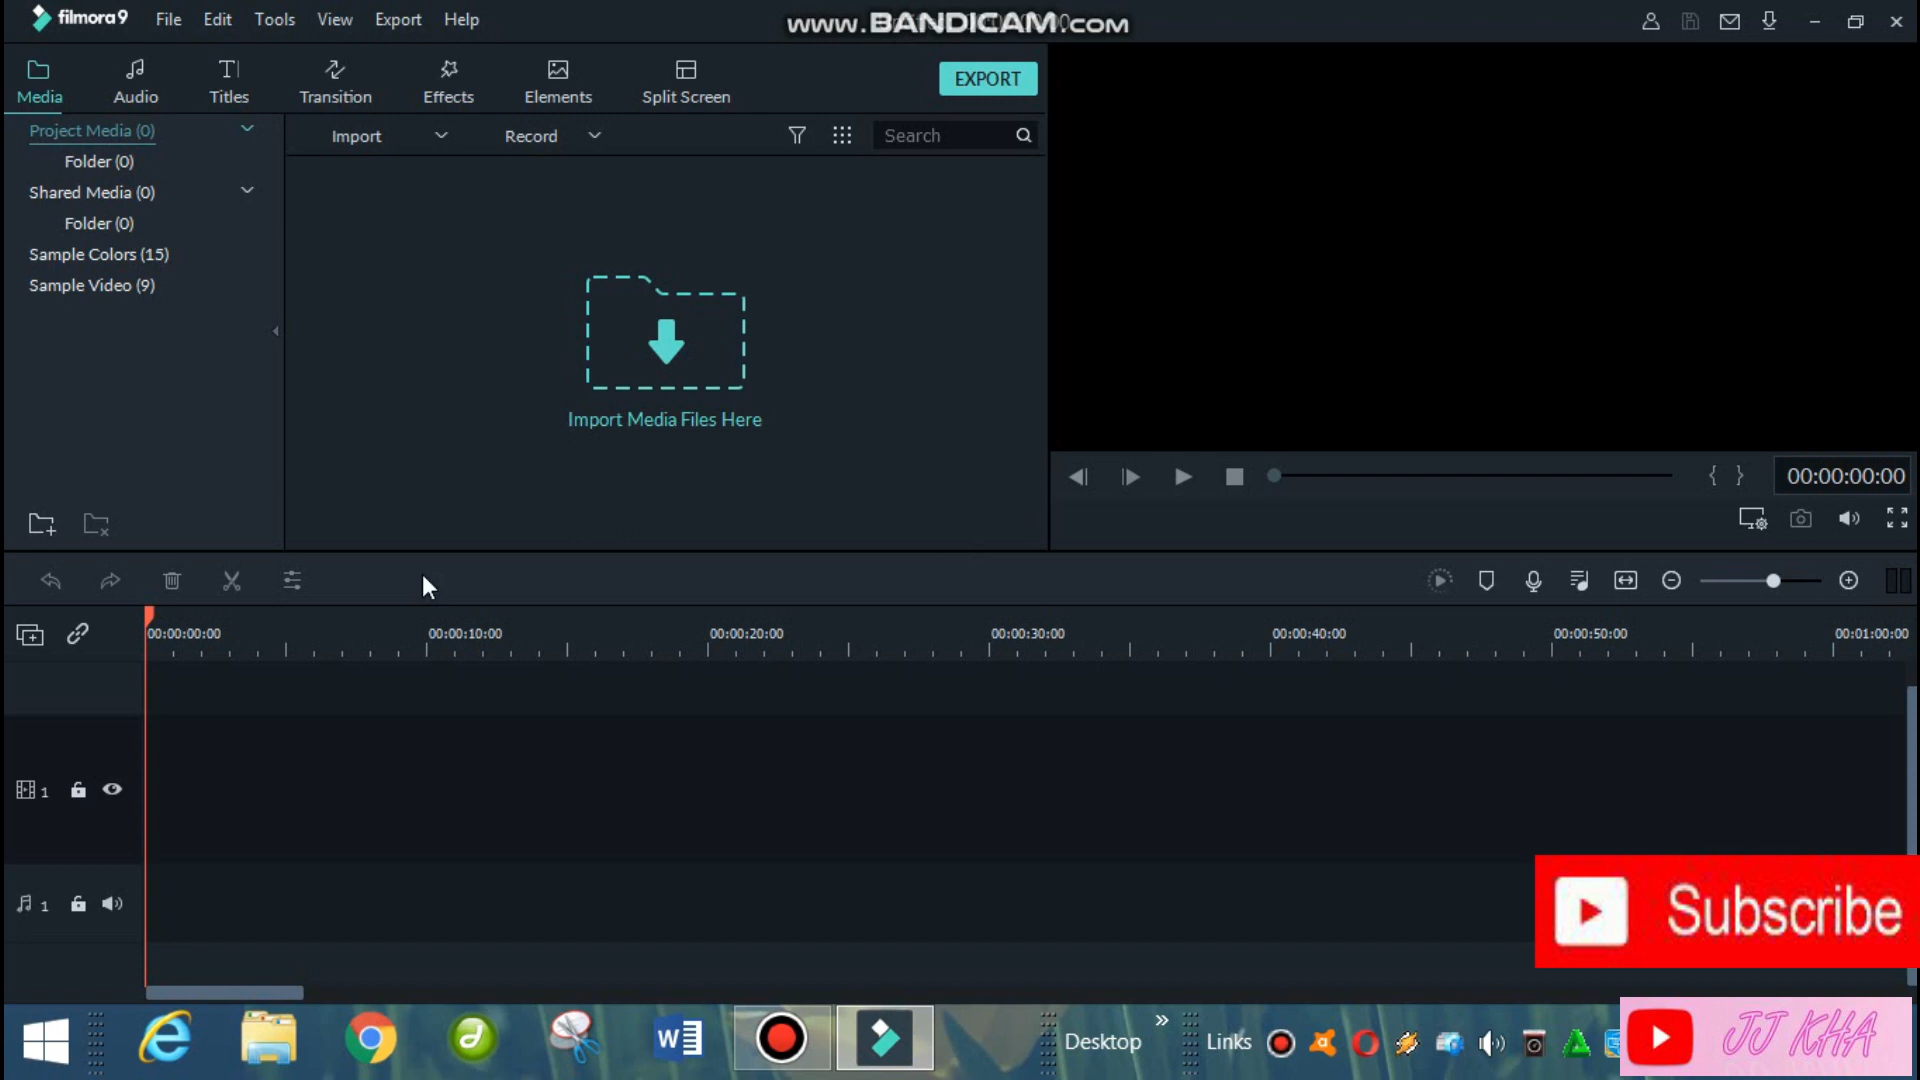 filmora9 File Edit Tools View Export Help
www.BANDICAM.com
Media Audio Titles Transition Effects Elements Split Screen EXPORT
Project Media (0)
Import Record Search
Folder (0)
Shared Media (0)
Folder (0)
Sample Colors (15)
Sample Video (9)
Import Media Files Here
{ } 00:00:00:00
00:00:00:00 00:00:10:00 00:00:20:00 00:00:30:00 00:00:40:00 00:00:50:00 00:01:00:00
1
1
Subscribe
Desktop » Links
JJ KHA